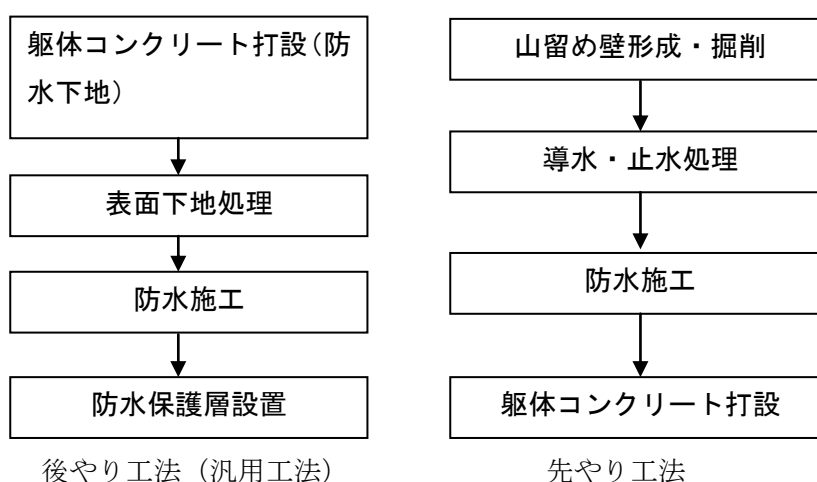 躯体コンクリート打設（防
水下地）
表面下地処理
防水施工
防水保護層設置
後やり工法（汎用工法）
山留め壁形成・掘削
導水・止水処理
防水施工
躯体コンクリート打設
先やり工法